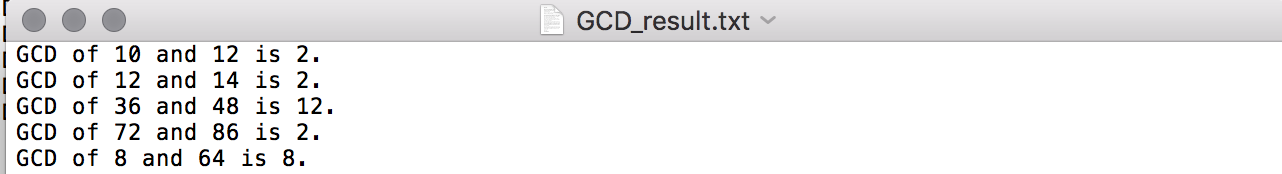 GCD_result.txt
GCD of 10 and 12 is 2.
GCD of 12 and 14 is 2.
GCD of 36 and 48 is 12.
GCD of 72 and 86 is 2.
GCD of 8 and 64 is 8.